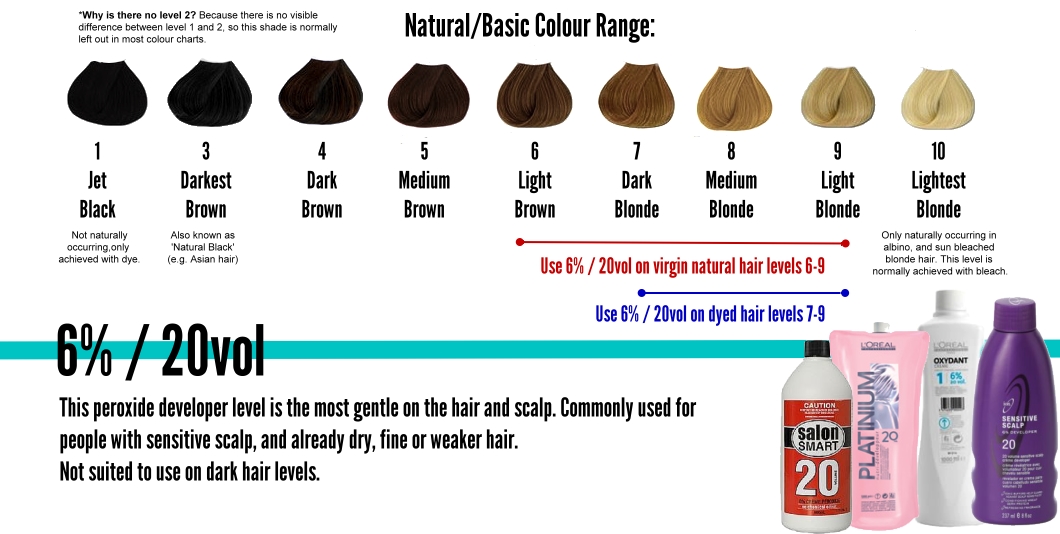 *Why is there no level 2? Because there is no visible
difference between level 1 and 2, so this shade is normally
left out in most colour charts.
Natural/Basic Colour Range:
1
Jet
Black
Not naturally
occurring,only
achieved with dye.
3
Darkest
Brown
Also known as
'Natural Black'
(e.g. Asian hair)
4
Dark
Brown
5
Medium
Brown
6
Light
Brown
7
Dark
Blonde
8
Medium
Blonde
9
Light
Blonde
10
Lightest
Blonde
Only naturally occurring in
albino, and sun bleached
blonde hair. This level is
normally achieved with bleach.
Use 6% / 20vol on virgin natural hair levels 6-9
Use 6% / 20vol on dyed hair levels 7-9
6% / 20vol
This peroxide developer level is the most gentle on the hair and scalp. Commonly used for
people with sensitive scalp, and already dry, fine or weaker hair.
Not suited to use on dark hair levels.
CAUTION
salon
SMART
20
L'ORÉAL
PLATINIUM
20
L'ORÉAL
OXYDANT
1
6%
20 vol.
SENSITIVE
SCALP
20